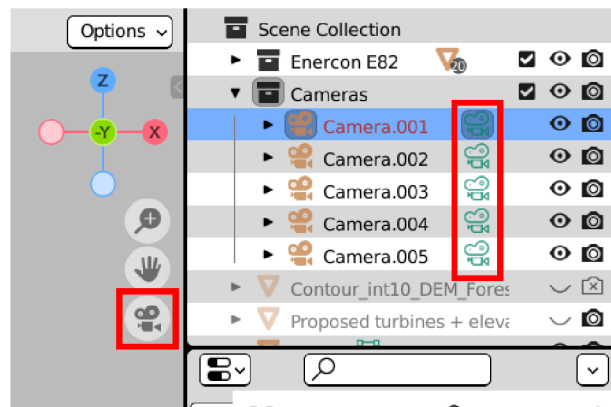 Options
Scene Collection
Enercon E82
20
Z
Cameras
-Y
X
Camera.001
Camera.002
Camera.003
Camera.004
Camera.005
Contour_int10_DEM_Fores
Proposed turbines + eleva